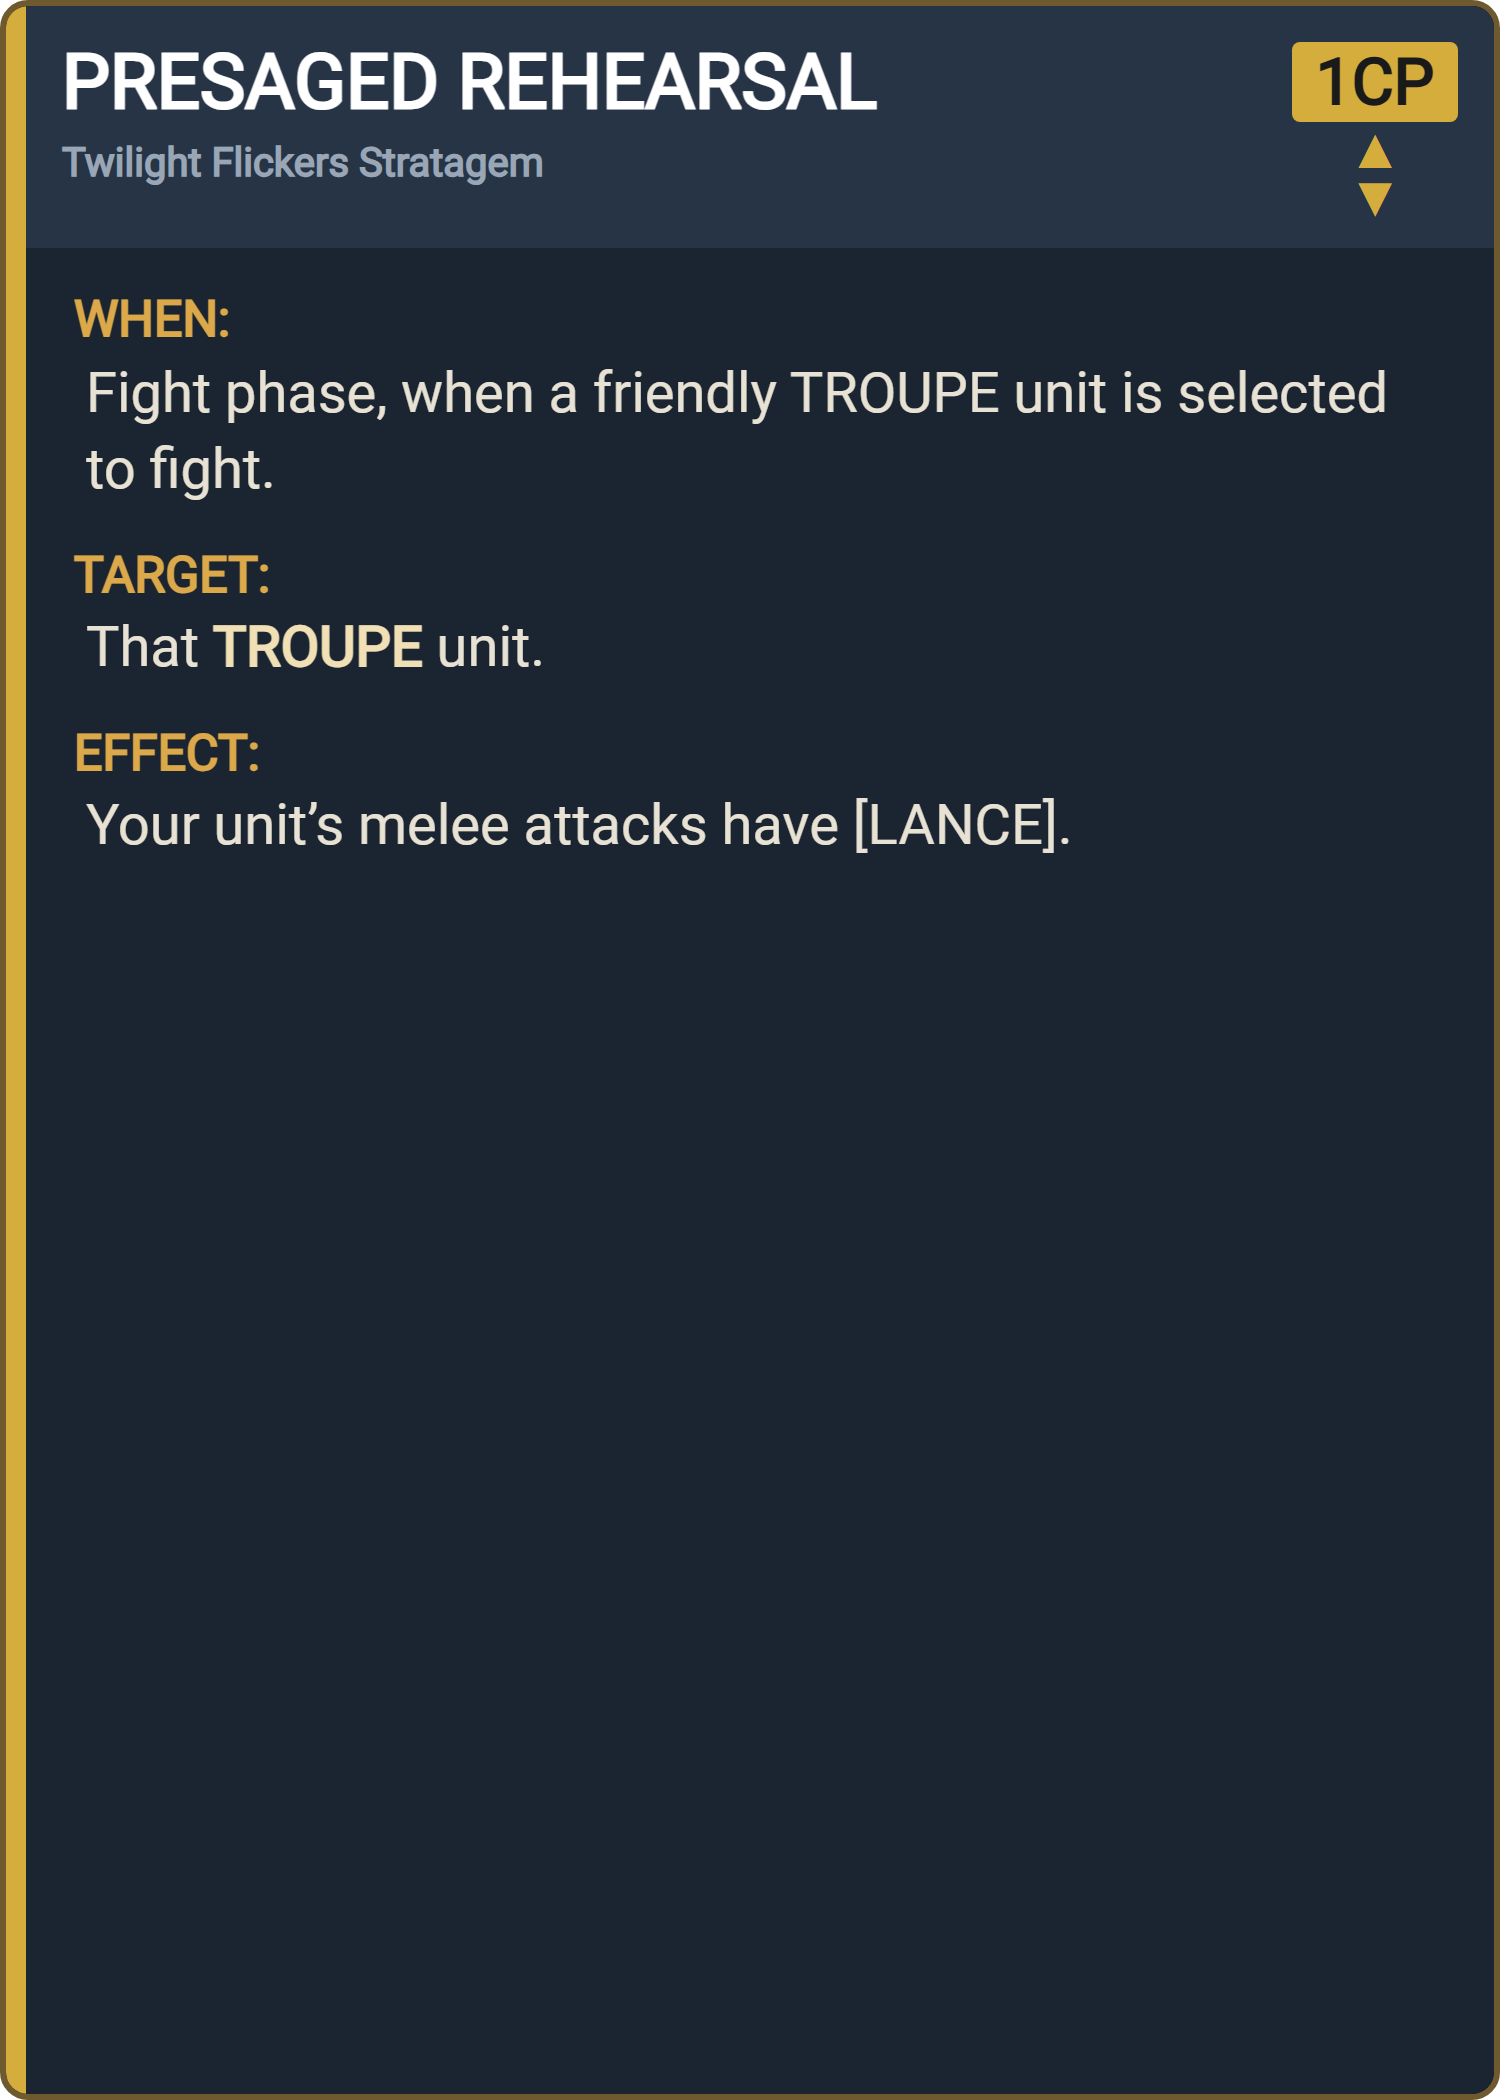 PRESAGED REHEARSAL
1CP
Twilight Flickers Stratagem
▲
▼
WHEN:
Fight phase, when a friendly TROUPE unit is selected
to fight.
TARGET:
That TROUPE unit.
EFFECT:
Your unit’s melee attacks have [LANCE].